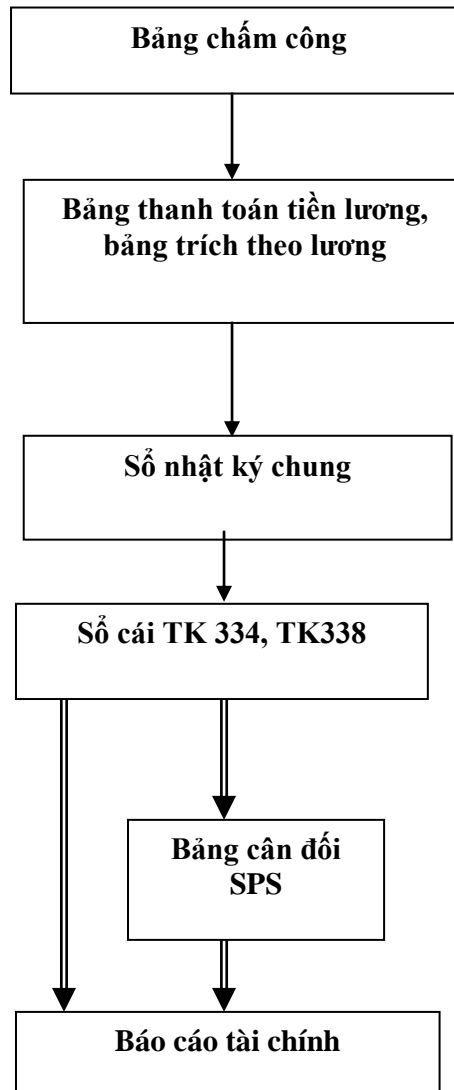 Bảng chấm công
Bảng thanh toán tiền lương,
bảng trích theo lương
Sổ nhật ký chung
Sổ cái TK 334, TK338
Bảng cân đối
SPS
Báo cáo tài chính